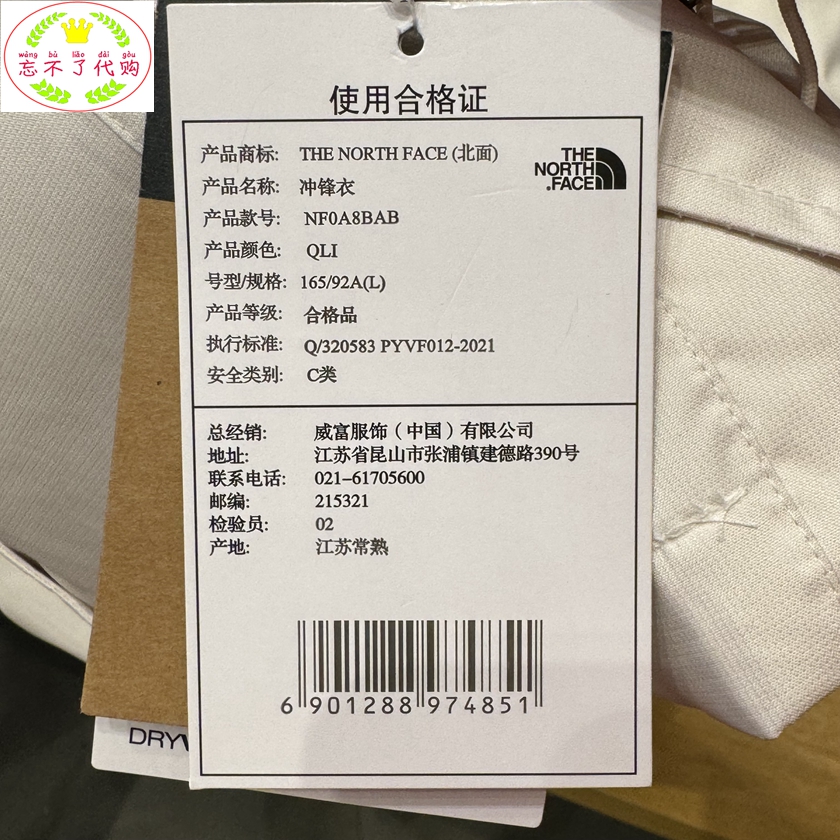 wàng bù liǎo dài gòu
忘不了代购
使用合格证
产品商标: THE NORTH FACE (北面)
THE
NORTH
FACE
产品名称: 冲锋衣
产品款号: NF0A8BAB
产品颜色: QLI
号型/规格: 165/92A(L)
产品等级: 合格品
执行标准: Q/320583 PYVF012-2021
安全类别: C类
总经销: 威富服饰(中国)有限公司
地址: 江苏省昆山市张浦镇建德路390号
联系电话: 021-61705600
邮编: 215321
检验员: 02
产地: 江苏常熟
6 901288 974851
DRYV